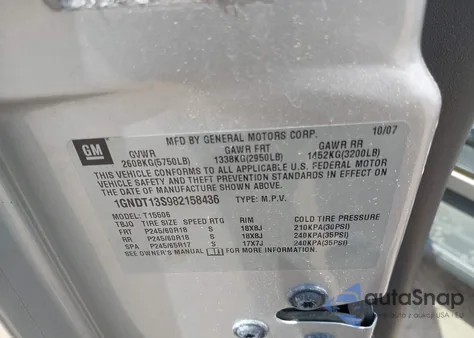 MFD BY GENERAL MOTORS CORP. 10/07
GM
GVWR GAWR FRT GAWR RR
2608KG(5750LB) 1338KG(2950LB) 1452KG(3200LB)
THIS VEHICLE CONFORMS TO ALL APPLICABLE U.S. FEDERAL MOTOR
VEHICLE SAFETY AND THEFT PREVENTION STANDARDS IN EFFECT ON
THE DATE OF MANUFACTURE SHOWN ABOVE.
1GNDT13S982158436 TYPE: M.P.V.
MODEL: T15506
TIRE SIZE SPEED RTG RIM COLD TIRE PRESSURE
FRT P245/60R18 S 18X8J 210KPA(30PSI)
RR P245/60R18 S 18X8J 240KPA(35PSI)
SPA P245/65R17 S 17X7J 240KPA(35PSI)
SEE OWNER'S MANUAL FOR MORE INFORMATION
autoSnap
Import z aukcji USA - EU